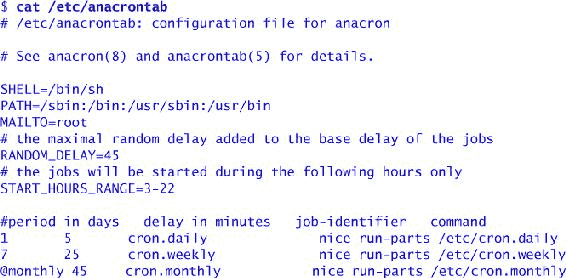 $ cat /etc/anacrontab
# /etc/anacrontab: configuration file for anacron
# See anacron(8) and anacrontab(5) for details.
SHELL=/bin/sh
PATH=/sbin:/bin:/usr/sbin:/usr/bin
MAILTO=root
# the maximal random delay added to the base delay of the jobs
RANDOM_DELAY=45
# the jobs will be started during the following hours only
START_HOURS_RANGE=3-22
#period in days   delay in minutes   job-identifier   command
1       5       cron.daily              nice run-parts /etc/cron.daily
7       25      cron.weekly             nice run-parts /etc/cron.weekly
@monthly 45     cron.monthly            nice run-parts /etc/cron.monthly